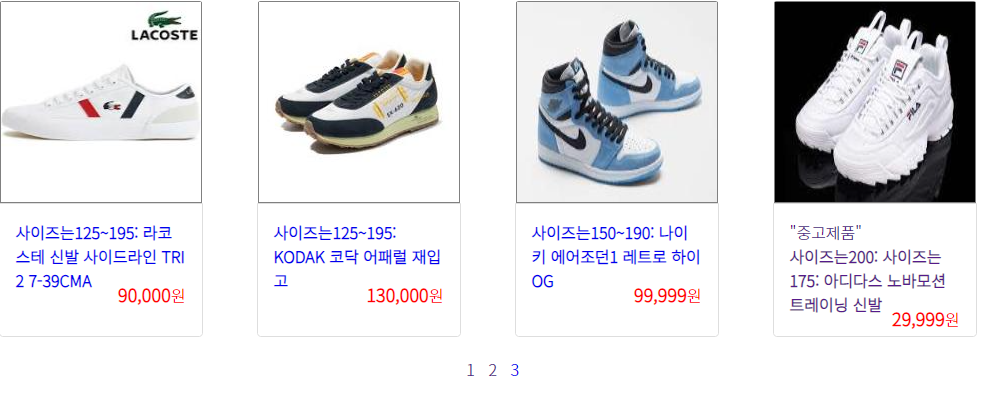 LACOSTE
EK-420
FILA
FILA
사이즈는125~195: 라코
스테 신발 사이드라인 TRI
2 7-39CMA
90,000원
사이즈는125~195:
KODAK 코닥 어패럴 재입
고
130,000원
사이즈는150~190: 나이
키 에어조던1 레트로 하이
OG
99,999원
"중고제품"
사이즈는200: 사이즈는
175: 아디다스 노바모션
트레이닝 신발
29,999원
1 2 3